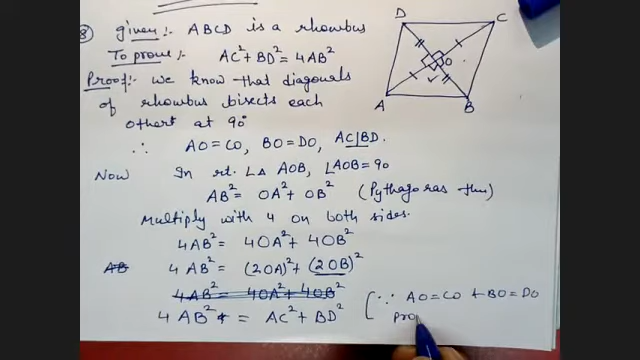 8 given :- ABCD is a rhombus
To prove :- AC² + BD² = 4AB²
Proof :- we know that diagonals
of rhombus bisects each
othert at 90°
∴ AO = CO, BO = DO, AC|BD.
Now In rt. ∟∆ AOB, ∠AOB = 90
AB² = OA² + OB² (Pythagoras thm)
Multiply with 4 on both sides.
4AB² = 4OA² + 4OB²
AB 4AB² = (2OA)² + (2OB)²
4AB² = 4OA² + 4OB²
4AB² = AC² + BD² [∵ AO = CO + BO = DO
pro
D C
O
A B